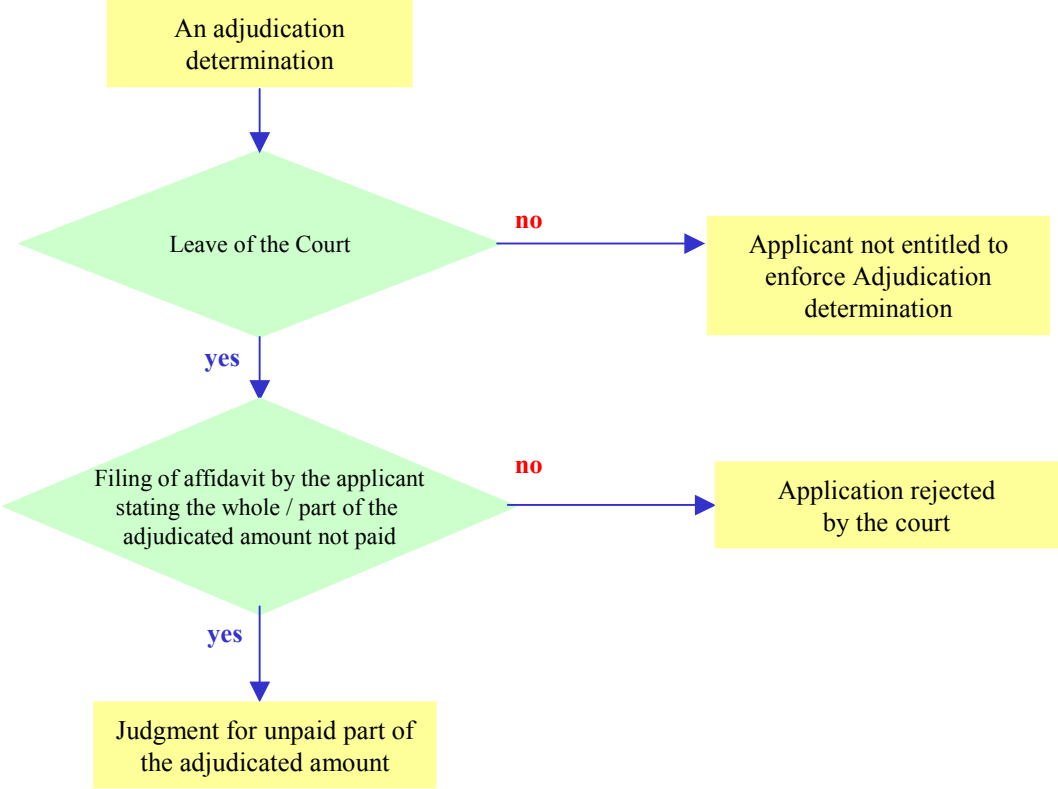 An adjudication
determination
Leave of the Court
no
Applicant not entitled to
enforce Adjudication
determination
yes
Filing of affidavit by the applicant
stating the whole / part of the
adjudicated amount not paid
no
Application rejected
by the court
yes
Judgment for unpaid part of
the adjudicated amount